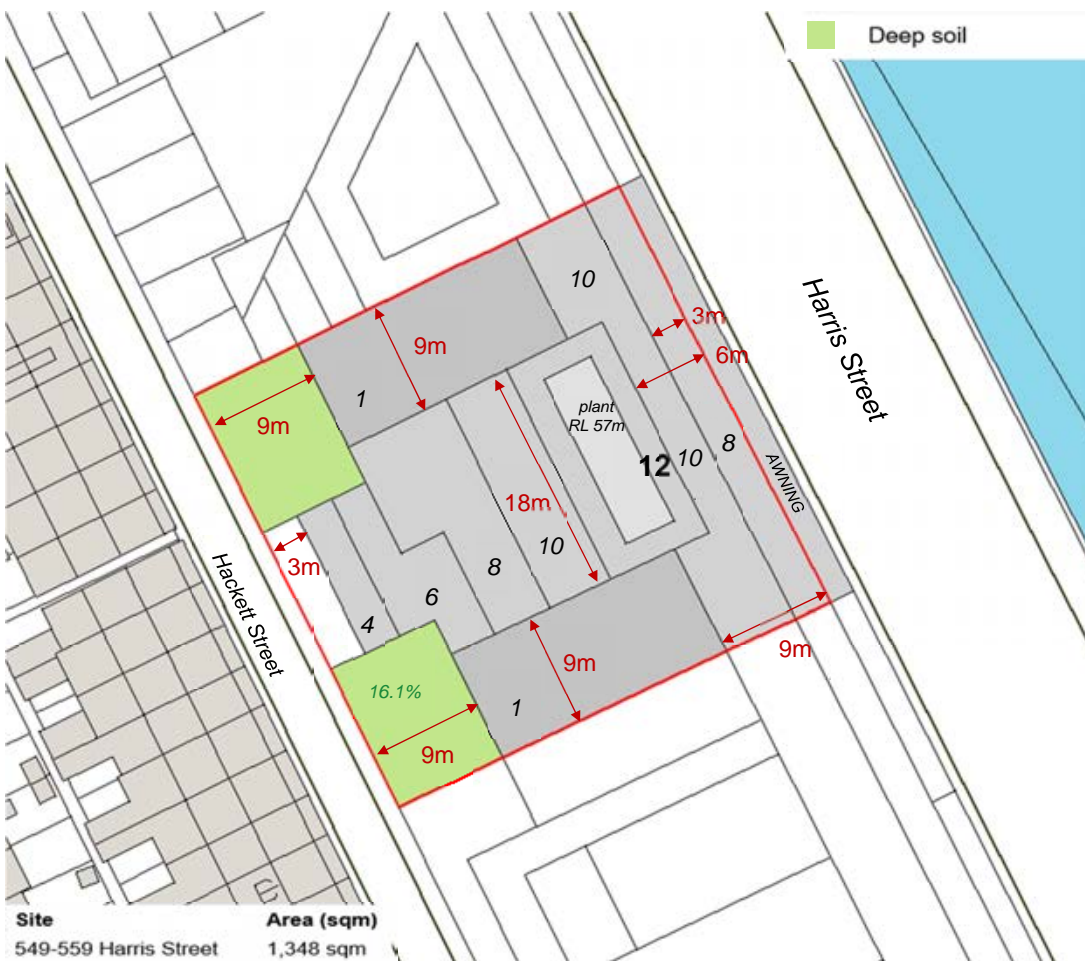 Deep soil
10
Harris Street
3m
9m
6m
1
9m
plant
RL 57m
12
10
8
AWNING
18m
10
3m
8
Hackett Street
6
4
9m
9m
16.1%
1
9m
Site Area (sqm)
549-559 Harris Street 1,348 sqm